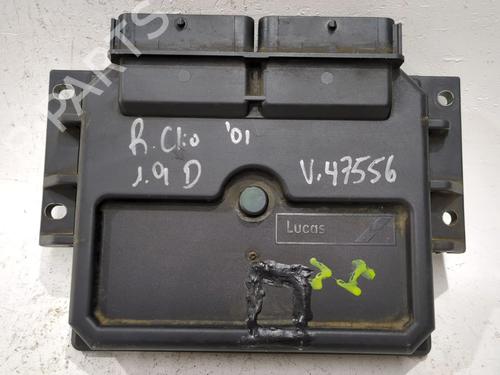 R. Clio '01
1.9 D
V.47556
Lucas